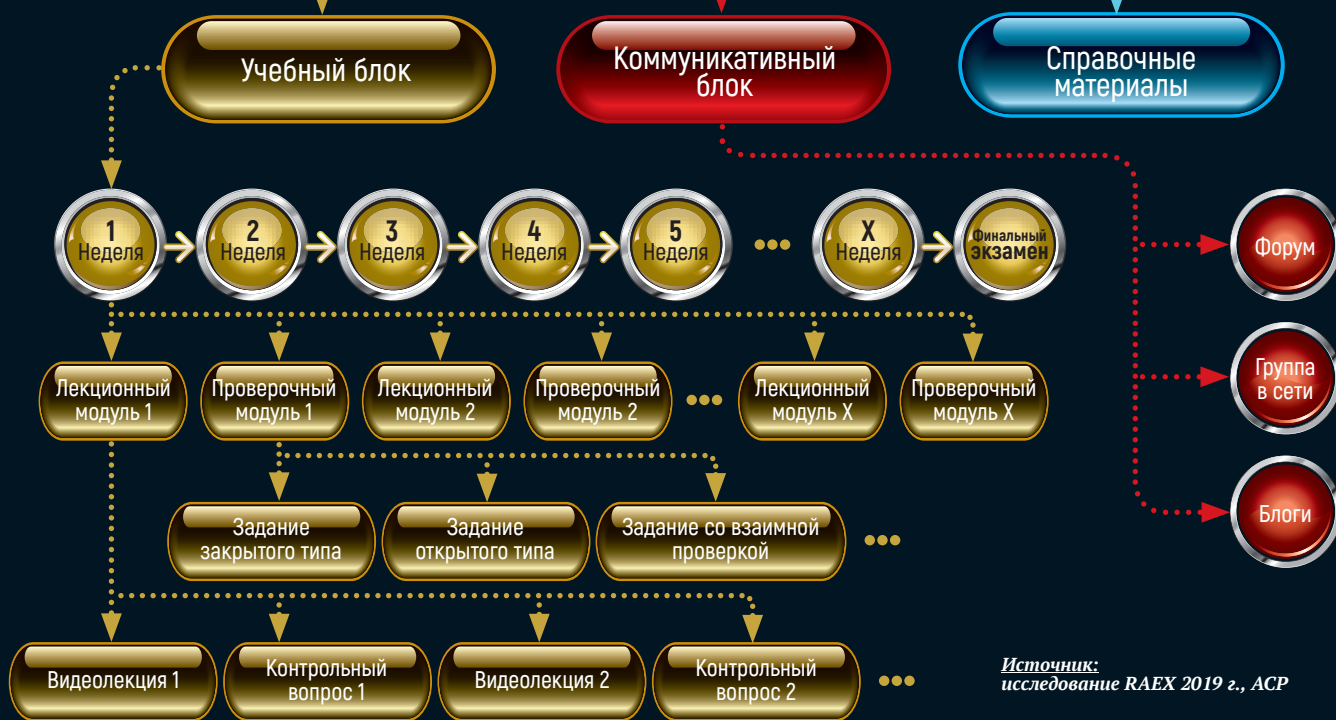 Учебный блок
Коммуникативный
блок
Справочные
материалы
1
Неделя
2
Неделя
3
Неделя
4
Неделя
5
Неделя
X
Неделя
Финальный
экзамен
Форум
Группа
в сети
Блоги
Лекционный
модуль 1
Проверочный
модуль 1
Лекционный
модуль 2
Проверочный
модуль 2
Лекционный
модуль X
Проверочный
модуль X
Задание
закрытого типа
Задание
открытого типа
Задание со взаимной
проверкой
Видеолекция 1
Контрольный
вопрос 1
Видеолекция 2
Контрольный
вопрос 2
Источник:
исследование RAEX 2019 г., АСР